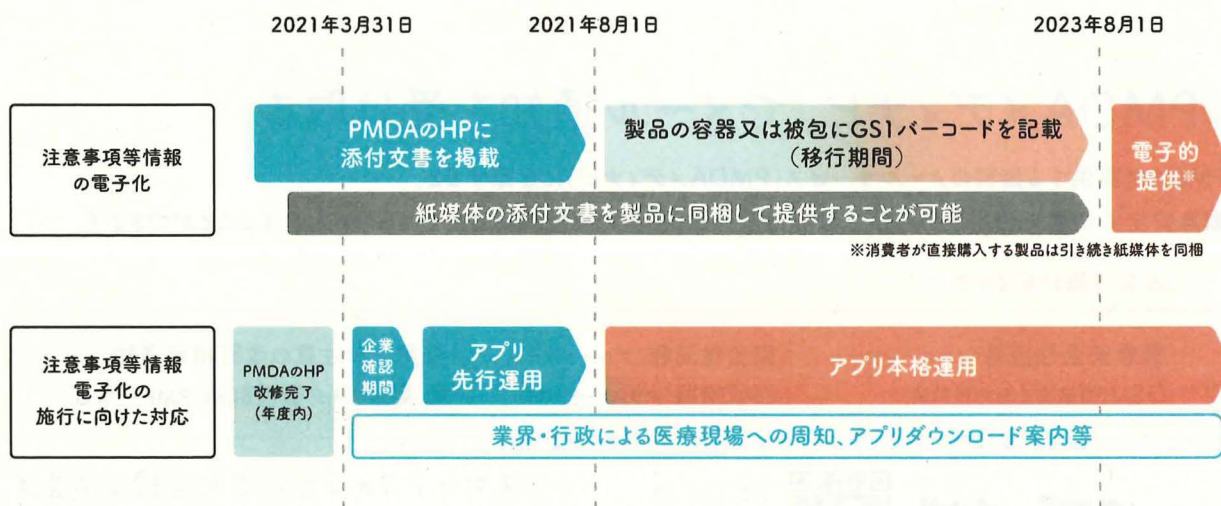 2021年3月31日
2021年8月1日
2023年8月1日
注意事項等情報
の電子化
PMDAのHPに
添付文書を掲載
製品の容器又は被包にGS1バーコードを記載
（移行期間）
電子的
提供※
紙媒体の添付文書を製品に同梱して提供することが可能
※消費者が直接購入する製品は引き続き紙媒体を同梱
注意事項等情報
電子化の
施行に向けた対応
PMDAのHP
改修完了
（年度内）
企業
確認
期間
アプリ
先行運用
アプリ本格運用
業界・行政による医療現場への周知、アプリダウンロード案内等